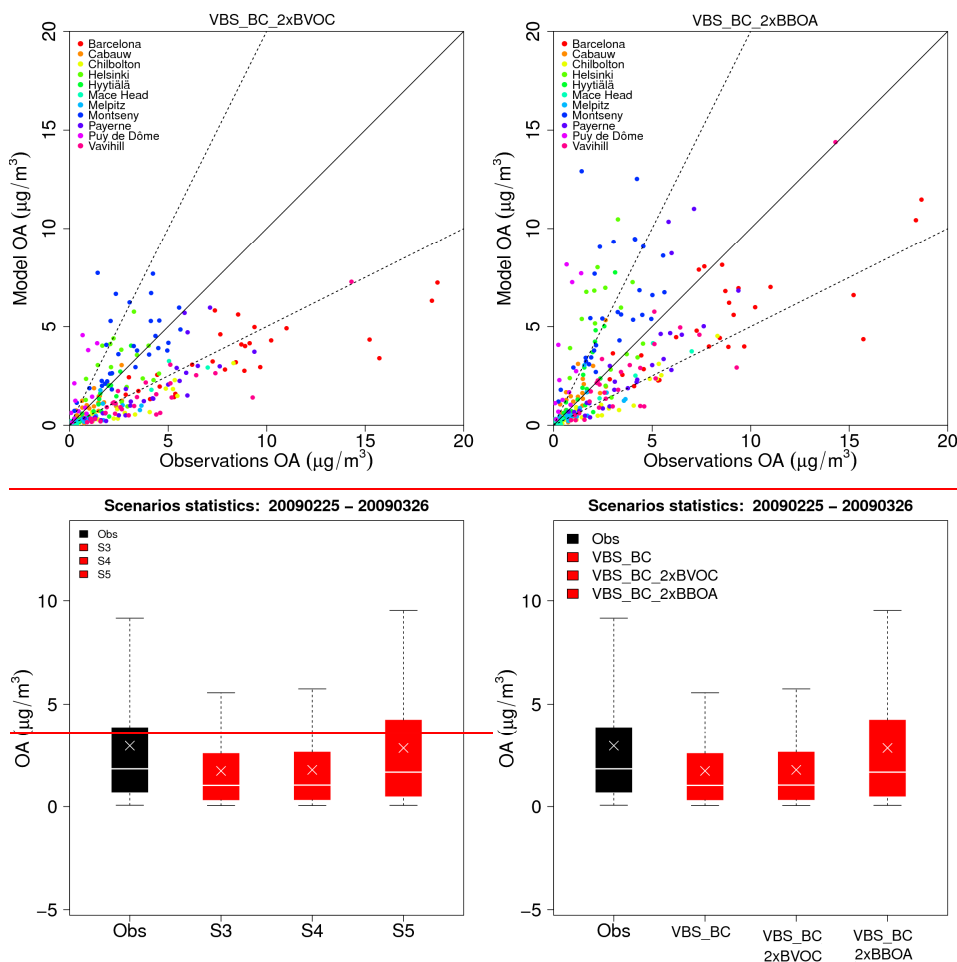 VBS_BC_2xBVOC
20
15
10
5
0
Model OA (µg/m³)
Barcelona
Cabauw
Chilbolton
Helsinki
Hyytiälä
Mace Head
Melpitz
Montseny
Payerne
Puy de Dôme
Vavihill
0 5 10 15 20
Observations OA (µg/m³)
VBS_BC_2xBBOA
20
15
10
5
0
Model OA (µg/m³)
Barcelona
Cabauw
Chilbolton
Helsinki
Hyytiälä
Mace Head
Melpitz
Montseny
Payerne
Puy de Dôme
Vavihill
0 5 10 15 20
Observations OA (µg/m³)
Scenarios statistics: 20090225 – 20090326
Obs
S3
S4
S5
10
5
0
−5
OA (µg/m³)
Obs S3 S4 S5
Scenarios statistics: 20090225 – 20090326
Obs
VBS_BC
VBS_BC_2xBVOC
VBS_BC_2xBBOA
10
5
0
−5
OA (µg/m³)
Obs VBS_BC VBS_BC VBS_BC
2xBVOC 2xBBOA